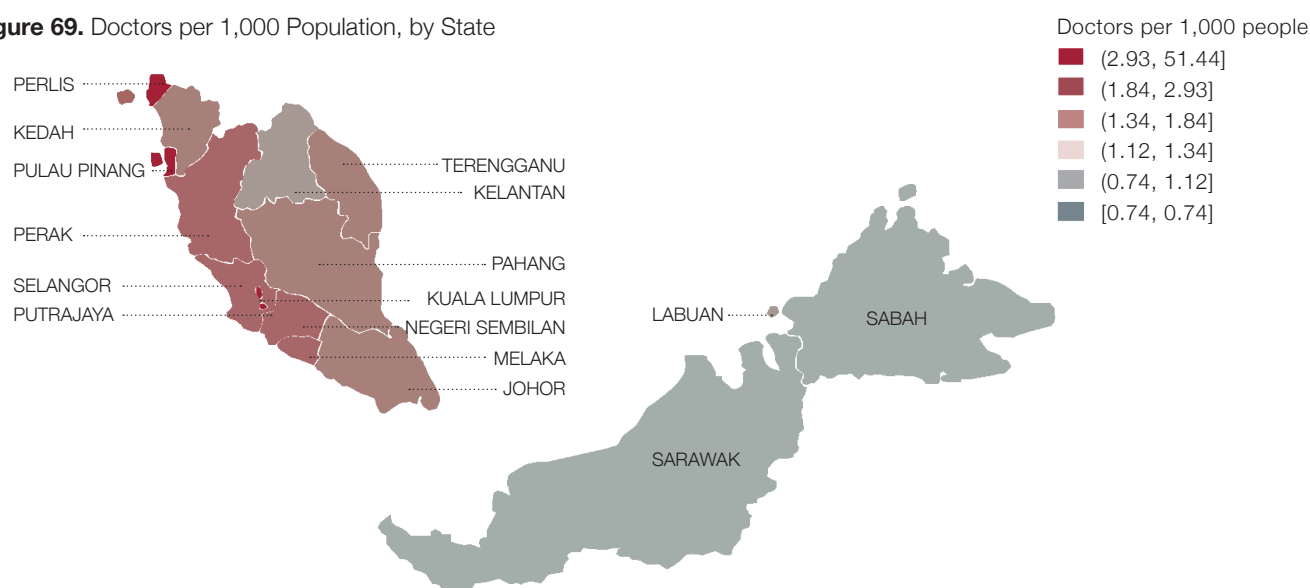 gure 69. Doctors per 1,000 Population, by State
Doctors per 1,000 people
(2.93, 51.44]
(1.84, 2.93]
(1.34, 1.84]
(1.12, 1.34]
(0.74, 1.12]
[0.74, 0.74]
PERLIS
KEDAH
PULAU PINANG
PERAK
SELANGOR
PUTRAJAYA
TERENGGANU
KELANTAN
PAHANG
KUALA LUMPUR
NEGERI SEMBILAN
MELAKA
JOHOR
LABUAN
SABAH
SARAWAK